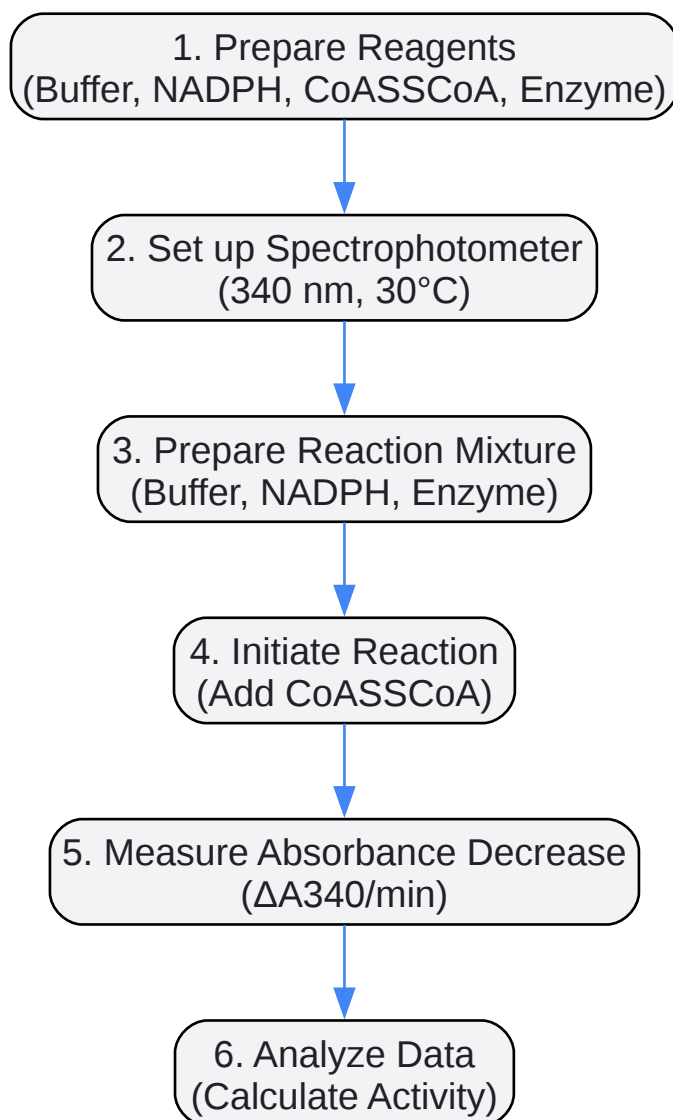 1. Prepare Reagents
(Buffer, NADPH, CoASSCoA, Enzyme)
2. Set up Spectrophotometer
(340 nm, 30°C)
3. Prepare Reaction Mixture
(Buffer, NADPH, Enzyme)
4. Initiate Reaction
(Add CoASSCoA)
5. Measure Absorbance Decrease
(ΔA340/min)
6. Analyze Data
(Calculate Activity)